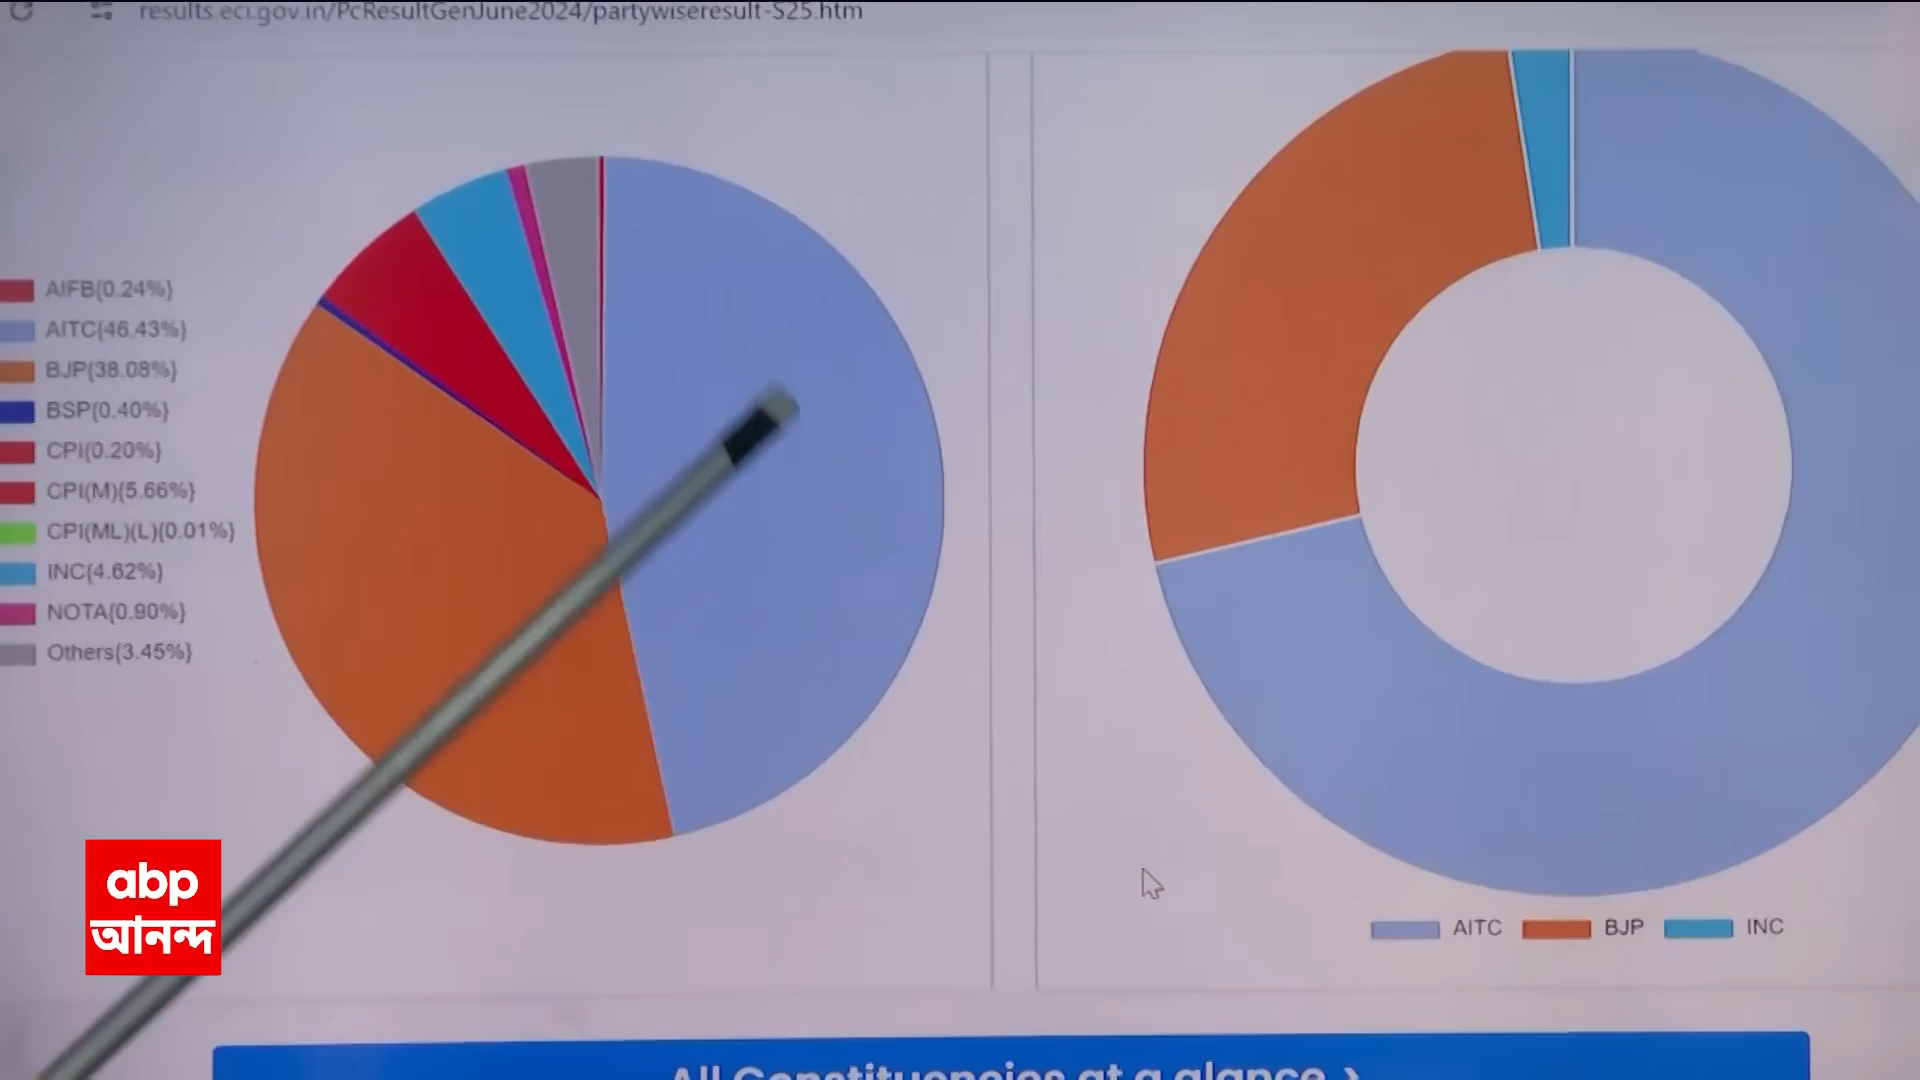 results.eci.gov.in/PcResultGenJune2024/partywiseresult-S25.htm
AIFB{0.24%}
AITC{46.43%}
BJP{38.08%}
BSP{0.40%}
CPI{0.20%}
CPI(M){5.66%}
CPI(ML)(L){0.01%}
INC{4.62%}
NOTA{0.90%}
Others{3.45%}
AITC BJP INC
abp
আনন্দ
All Constituencies at a glance